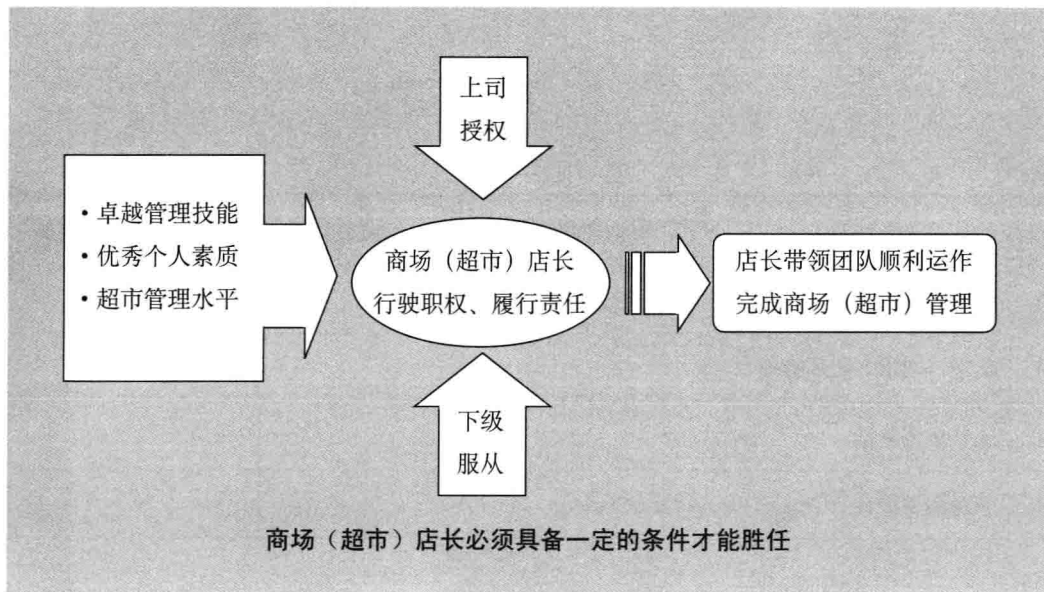 上司
授权
· 卓越管理技能
· 优秀个人素质
· 超市管理水平
商场（超市）店长
行驶职权、履行责任
店长带领团队顺利运作
完成商场（超市）管理
下级
服从
商场（超市）店长必须具备一定的条件才能胜任